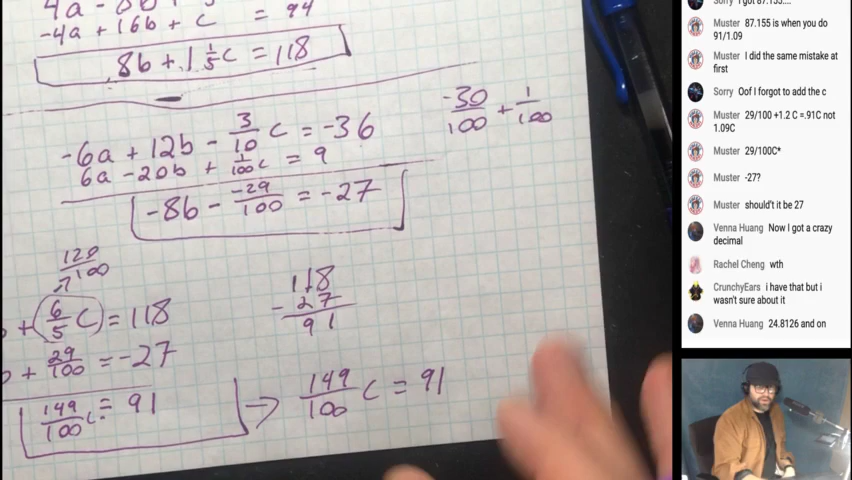 -4a + 16b + c = 94
8b + 1 1/5 c = 118
-6a + 12b - 3/10 c = -36
6a - 20b + 1/100 c = 9
-8b - -29/100 = -27
-30/100 + 1/100
120/100
+ 6/5 c = 118
+ 29/100 = -27
149/100 c = 91
118
- 27
91
→ 149/100 c = 91
Sorry I got 87.155....
Muster 87.155 is when you do
91/1.09
Muster I did the same mistake at
first
Sorry Oof I forgot to add the c
Muster 29/100 +1.2 C =.91C not
1.09C
Muster 29/100C*
Muster -27?
Muster should't it be 27
Venna Huang Now I got a crazy
decimal
Rachel Cheng wth
CrunchyEars i have that but i
wasn't sure about it
Venna Huang 24.8126 and on